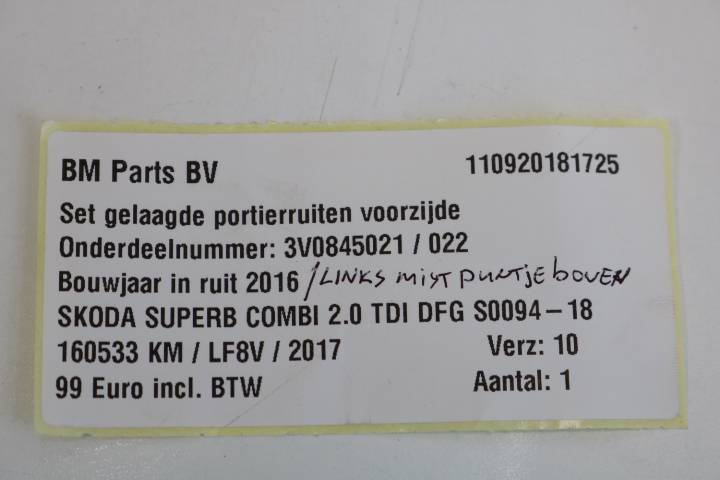 BM Parts BV 110920181725
Set gelaagde portierruiten voorzijde
Onderdeelnummer: 3V0845021 / 022
Bouwjaar in ruit 2016 / LINKS MIST PUNTJE BOVEN
SKODA SUPERB COMBI 2.0 TDI DFG S0094-18
160533 KM / LF8V / 2017 Verz: 10
99 Euro incl. BTW Aantal: 1